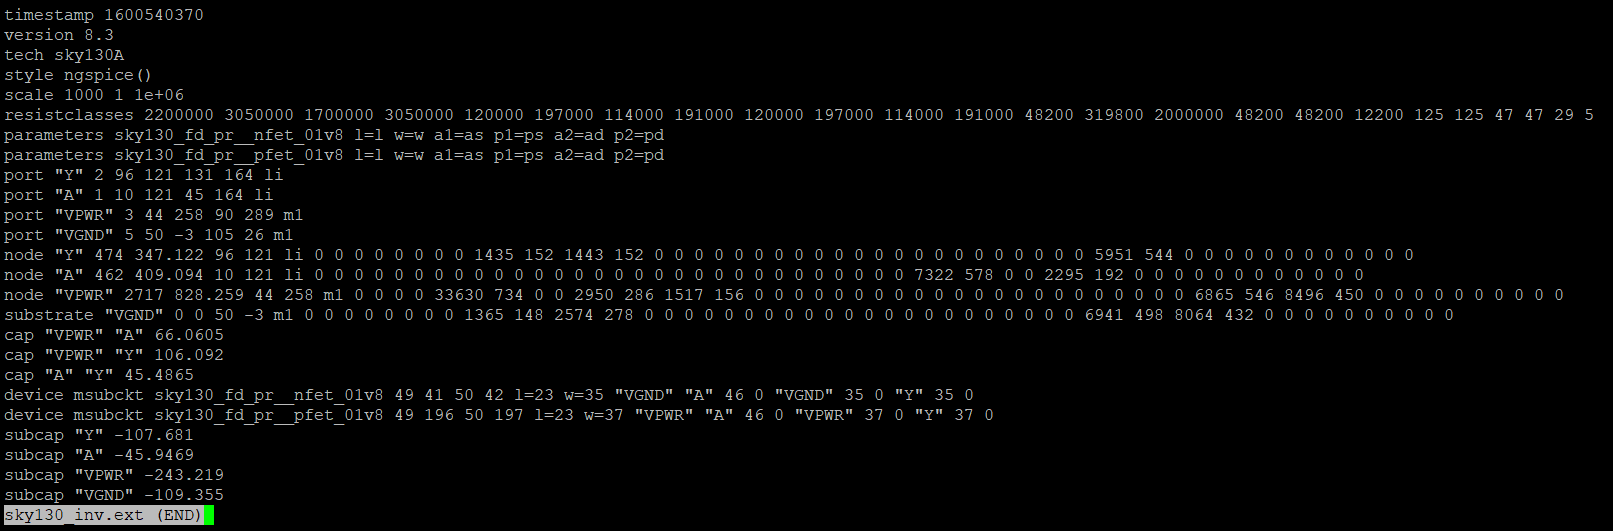 timestamp 1600540370
version 8.3
tech sky130A
style ngspice()
scale 1000 1 1e+06
resistclasses 2200000 3050000 1700000 3050000 120000 197000 114000 191000 120000 197000 114000 191000 48200 319800 2000000 48200 48200 12200 125 125 47 47 29 5
parameters sky130_fd_pr__nfet_01v8 l=l w=w a1=as p1=ps a2=ad p2=pd
parameters sky130_fd_pr__pfet_01v8 l=l w=w a1=as p1=ps a2=ad p2=pd
port "Y" 2 96 121 131 164 li
port "A" 1 10 121 45 164 li
port "VPWR" 3 44 258 90 289 m1
port "VGND" 5 50 -3 105 26 m1
node "Y" 474 347.122 96 121 li 0 0 0 0 0 0 0 0 1435 152 1443 152 0 0 0 0 0 0 0 0 0 0 0 0 0 0 0 0 0 0 0 0 0 0 5951 544 0 0 0 0 0 0 0 0 0 0 0 0
node "A" 462 409.094 10 121 li 0 0 0 0 0 0 0 0 0 0 0 0 0 0 0 0 0 0 0 0 0 0 0 0 0 0 0 0 0 0 7322 578 0 0 2295 192 0 0 0 0 0 0 0 0 0 0 0 0
node "VPWR" 2717 828.259 44 258 m1 0 0 0 0 33630 734 0 0 2950 286 1517 156 0 0 0 0 0 0 0 0 0 0 0 0 0 0 0 0 0 0 0 0 0 0 6865 546 8496 450 0 0 0 0 0 0 0 0 0 0
substrate "VGND" 0 0 50 -3 m1 0 0 0 0 0 0 0 0 1365 148 2574 278 0 0 0 0 0 0 0 0 0 0 0 0 0 0 0 0 0 0 0 0 0 0 6941 498 8064 432 0 0 0 0 0 0 0 0 0 0
cap "VPWR" "A" 66.0605
cap "VPWR" "Y" 106.092
cap "A" "Y" 45.4865
device msubckt sky130_fd_pr__nfet_01v8 49 41 50 42 l=23 w=35 "VGND" "A" 46 0 "VGND" 35 0 "Y" 35 0
device msubckt sky130_fd_pr__pfet_01v8 49 196 50 197 l=23 w=37 "VPWR" "A" 46 0 "VPWR" 37 0 "Y" 37 0
subcap "Y" -107.681
subcap "A" -45.9469
subcap "VPWR" -243.219
subcap "VGND" -109.355
sky130_inv.ext (END)